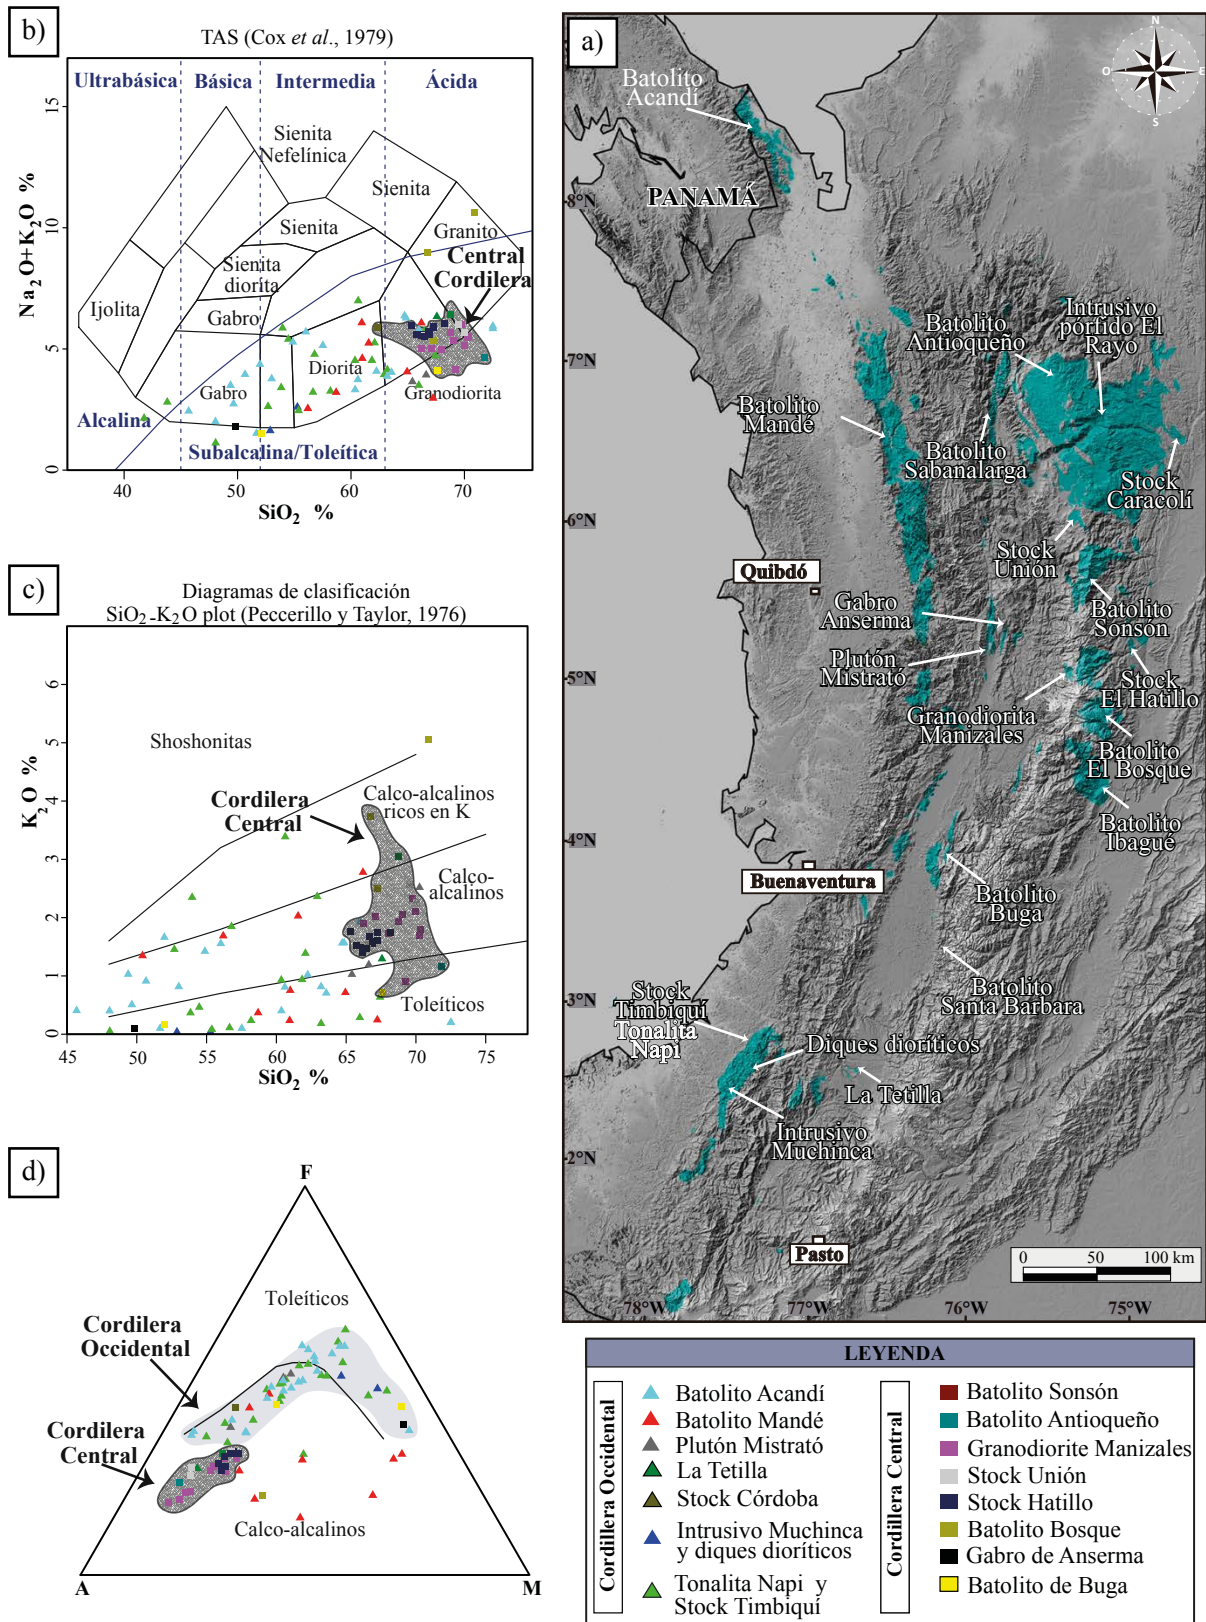 b)
TAS (Cox et al., 1979)
Ultrabásica
Básica
Intermedia
Ácida
15
10
5
0
Na2O+K2O %
Sienita
Nefelínica
Sienita
Sienita
Granito
Central
Cordilera
Sienita
diorita
Ijolita
Gabro
Diorita
Gabro
Granodiorita
Alcalina
Subalcalina/Toleítica
40
50
60
70
SiO2 %
c)
Diagramas de clasificación
SiO2-K2O plot (Peccerillo y Taylor, 1976)
6
5
4
3
2
1
0
K2O %
Shoshonitas
Cordilera
Central
Calco-alcalinos
ricos en K
Calco-
alcalinos
Toleíticos
45
50
55
60
65
70
75
SiO2 %
d)
F
Toleíticos
Cordilera
Occidental
Cordilera
Central
Calco-alcalinos
A
M
a)
N
O
E
S
Batolito
Acandí
PANAMÁ
8°N
7°N
6°N
5°N
4°N
3°N
2°N
Intrusivo
pórfido El
Rayo
Batolito
Antioqueño
Batolito
Mandé
Batolito
Sabanalarga
Stock
Caracolí
Stock
Unión
Quibdó
Gabro
Anserma
Batolito
Sonsón
Plutón
Mistrató
Stock
El Hatillo
Granodiorita
Manizales
Batolito
El Bosque
Batolito
Ibagué
Buenaventura
Batolito
Buga
Batolito
Santa Barbara
Stock
Timbiquí
Tonalita
Napi
Diques dioríticos
La Tetilla
Intrusivo
Muchinca
Pasto
0 50 100 km
78°W
77°W
76°W
75°W
LEYENDA
Cordillera Occidental
Batolito Acandí
Batolito Mandé
Plutón Mistrató
La Tetilla
Stock Córdoba
Intrusivo Muchinca
y diques dioríticos
Tonalita Napi y
Stock Timbiquí
Cordillera Central
Batolito Sonsón
Batolito Antioqueño
Granodiorite Manizales
Stock Unión
Stock Hatillo
Batolito Bosque
Gabro de Anserma
Batolito de Buga